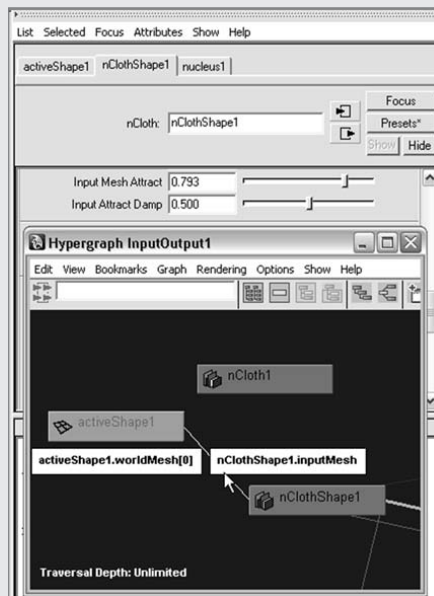 List Selected Focus Attributes Show Help
activeShape1 nClothShape1 nucleus1
nCloth: nClothShape1
Focus
Presets*
Show Hide
Input Mesh Attract 0.793
Input Attract Damp 0.500
Hypergraph InputOutput1
Edit View Bookmarks Graph Rendering Options Show Help
nCloth1
activeShape1
activeShape1.worldMesh[0] nClothShape1.inputMesh
nClothShape1
Traversal Depth: Unlimited